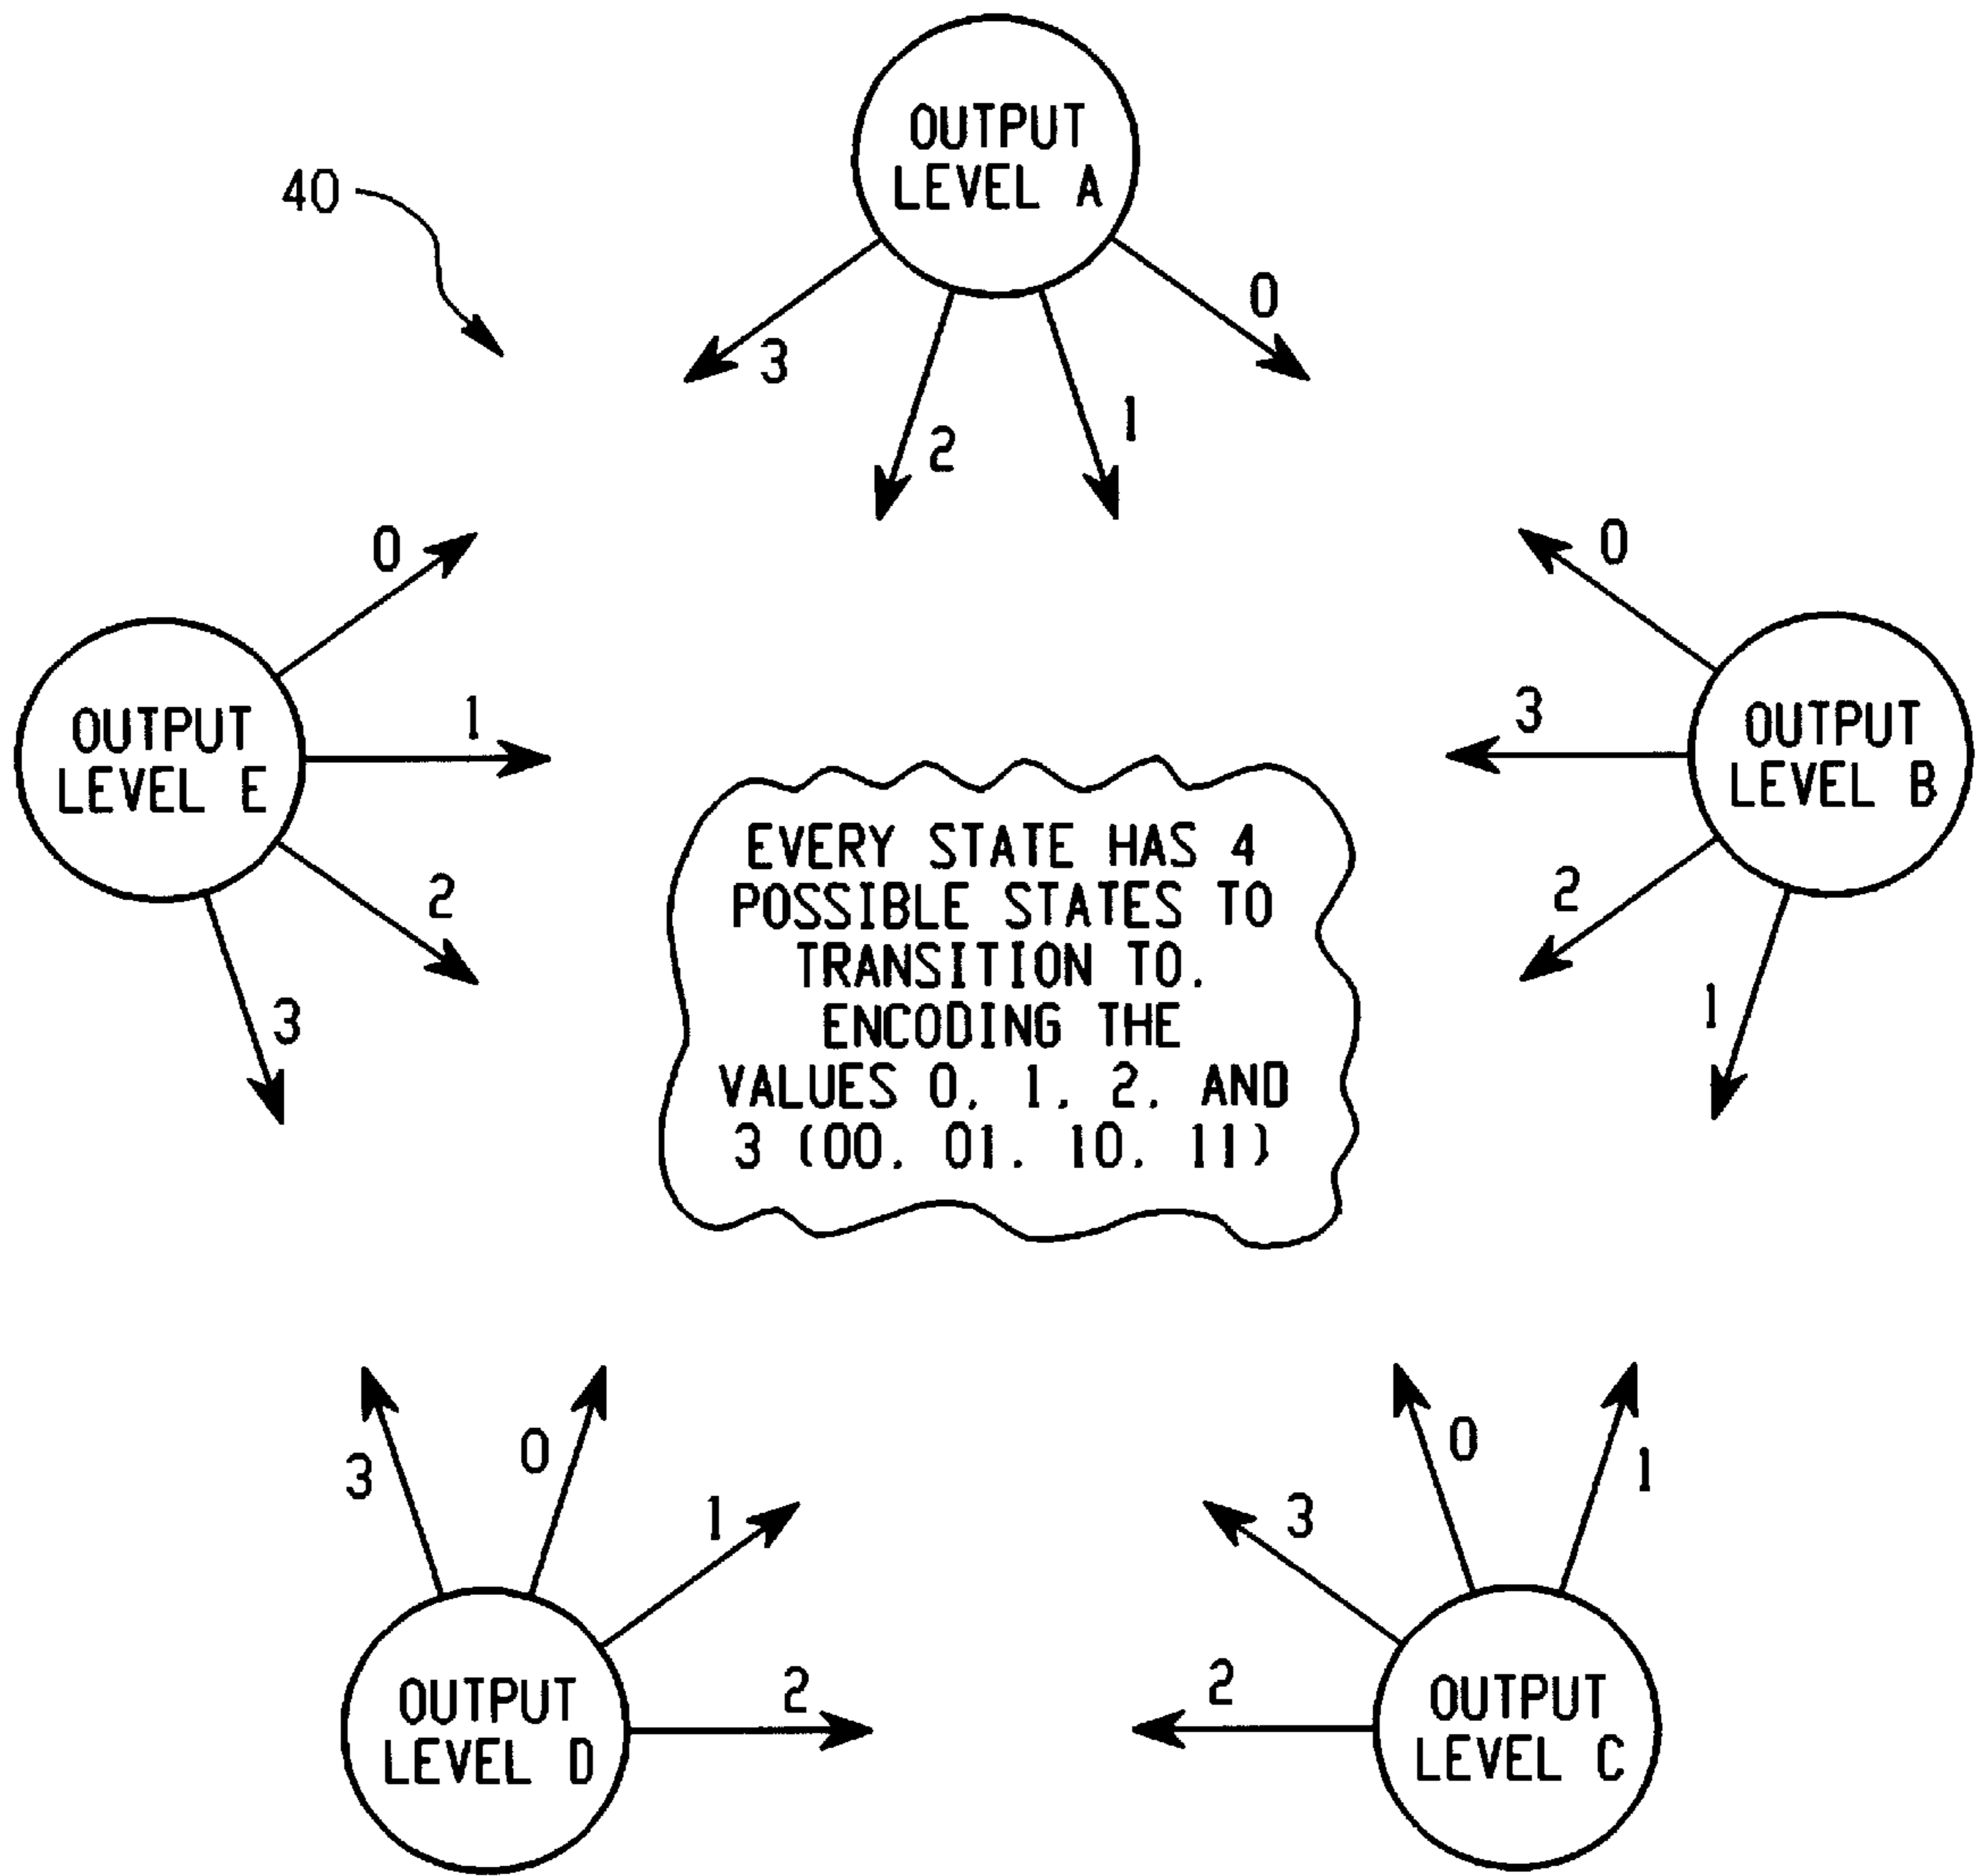 OUTPUT
LEVEL A
40
0
3
1
2
0
1
2
3
OUTPUT
LEVEL E
0
3
2
1
OUTPUT
LEVEL B
EVERY STATE HAS 4
POSSIBLE STATES TO
TRANSITION TO.
ENCODING THE
VALUES 0, 1, 2, AND
3 (00, 01, 10, 11)
3
0
1
2
OUTPUT
LEVEL D
0
1
3
2
OUTPUT
LEVEL C